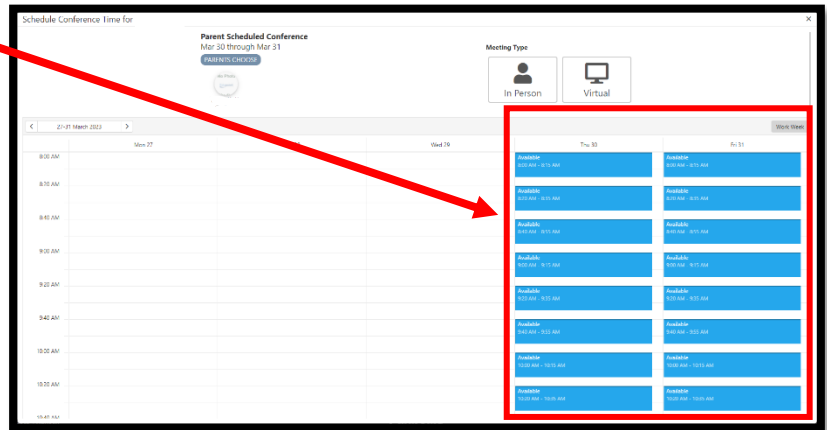 Schedule Conference Time for
×
Parent Scheduled Conference
Mar 30 through Mar 31
PARENTS CHOOSE
Meeting Type
In Person
Virtual
27-31 March 2023
Work Week
Mon 27
Wed 29
Thu 30
Fri 31
8:00 AM
Available
8:00 AM - 8:15 AM
Available
8:00 AM - 8:15 AM
8:20 AM
Available
8:20 AM - 8:35 AM
Available
8:20 AM - 8:35 AM
8:40 AM
Available
8:40 AM - 8:55 AM
Available
8:40 AM - 8:55 AM
9:00 AM
Available
9:00 AM - 9:15 AM
Available
9:00 AM - 9:15 AM
9:20 AM
Available
9:20 AM - 9:35 AM
Available
9:20 AM - 9:35 AM
9:40 AM
Available
9:40 AM - 9:55 AM
Available
9:40 AM - 9:55 AM
10:00 AM
Available
10:00 AM - 10:15 AM
Available
10:00 AM - 10:15 AM
10:20 AM
Available
10:20 AM - 10:35 AM
Available
10:20 AM - 10:35 AM
10:40 AM